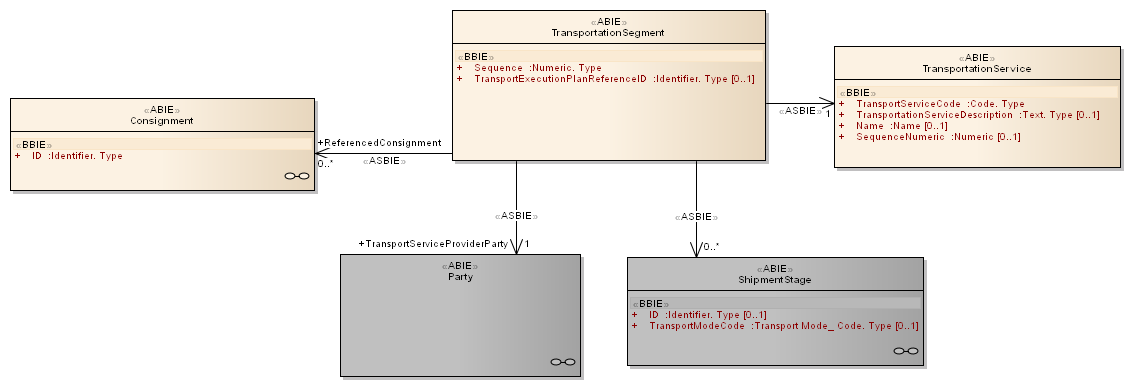 «ABIE»
TransportationSegment
«BBIE»
+ Sequence :Numeric. Type
+ TransportExecutionPlanReferenceID :Identifier. Type [0..1]
«ABIE»
TransportationService
«BBIE»
+ TransportServiceCode :Code. Type
+ TransportationServiceDescription :Text. Type [0..1]
+ Name :Name [0..1]
+ SequenceNumeric :Numeric [0..1]
«ASBIE»
1
«ABIE»
Consignment
«BBIE»
+ ID :Identifier. Type
+ReferencedConsignment
0..*
«ASBIE»
«ASBIE»
«ASBIE»
+TransportServiceProviderParty
1
0..*
«ABIE»
Party
«ABIE»
ShipmentStage
«BBIE»
+ ID :Identifier. Type [0..1]
+ TransportModeCode :Transport Mode_ Code. Type [0..1]